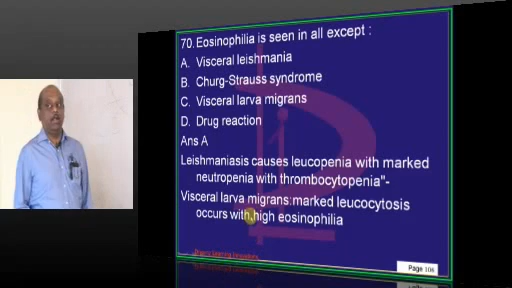 70. Eosinophilia is seen in all except :
A. Visceral leishmania
B. Churg-Strauss syndrome
C. Visceral larva migrans
D. Drug reaction
Ans A
Leishmaniasis causes leucopenia with marked
neutropenia with thrombocytopenia"-
Visceral larva migrans:marked leucocytosis
occurs with high eosinophilia
Page 106